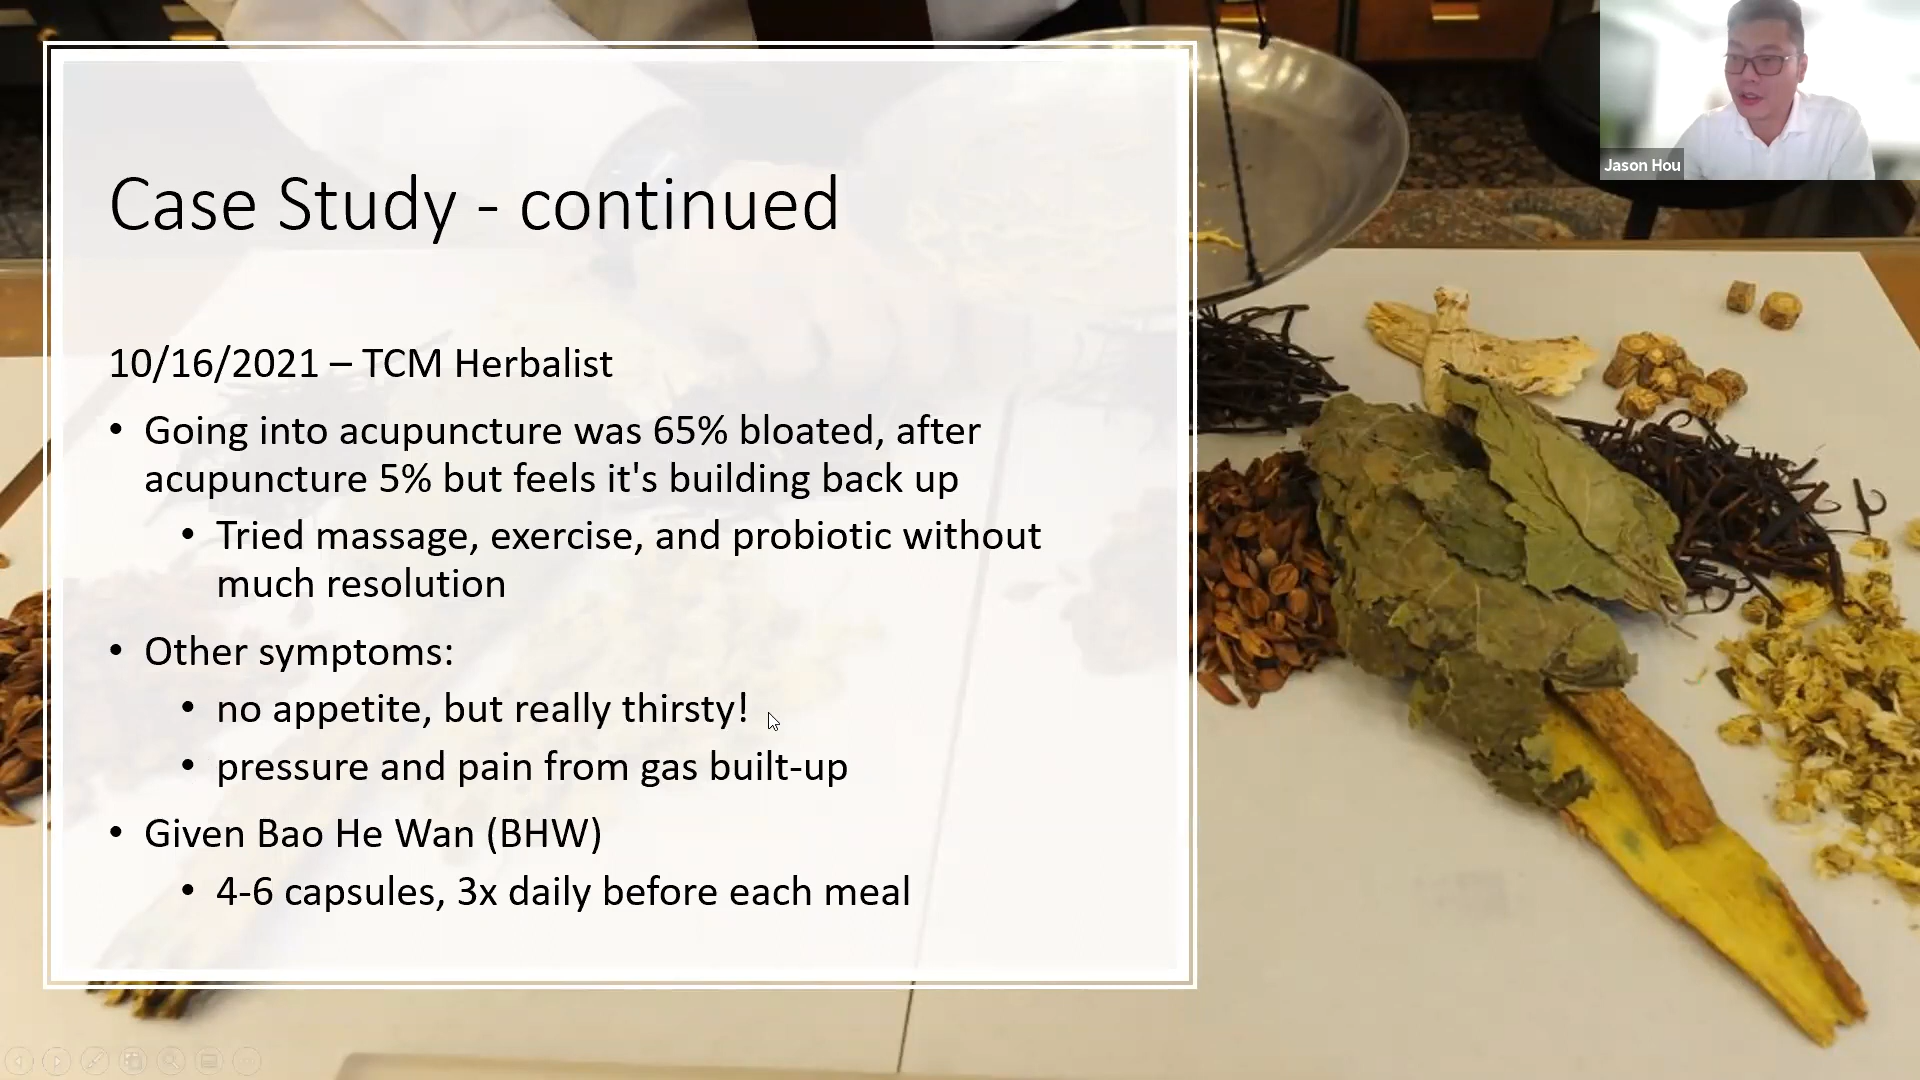 Jason Hou
Case Study - continued
10/16/2021 – TCM Herbalist
• Going into acupuncture was 65% bloated, after
acupuncture 5% but feels it's building back up
• Tried massage, exercise, and probiotic without
much resolution
• Other symptoms:
• no appetite, but really thirsty!
• pressure and pain from gas built-up
• Given Bao He Wan (BHW)
• 4-6 capsules, 3x daily before each meal